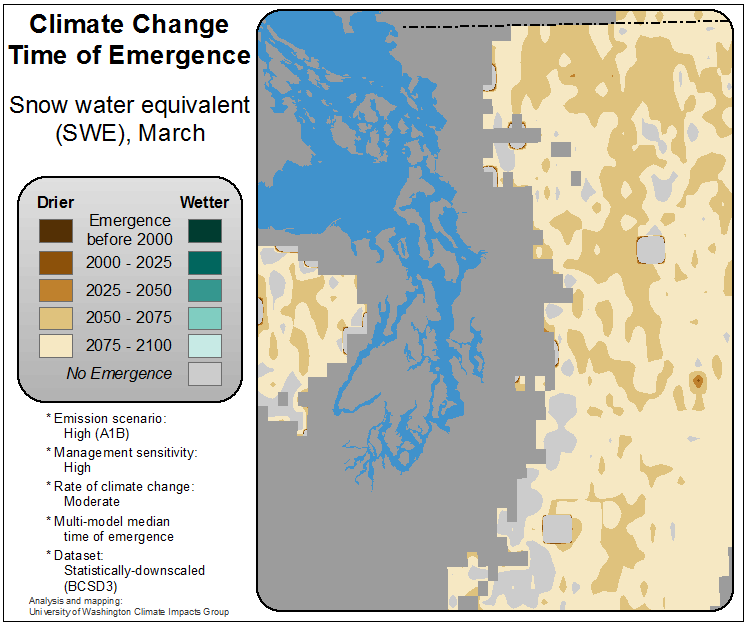 Climate Change
Time of Emergence
Snow water equivalent
(SWE), March
Drier Wetter
Emergence
before 2000
2000 - 2025
2025 - 2050
2050 - 2075
2075 - 2100
No Emergence
* Emission scenario:
High (A1B)
* Management sensitivity:
High
* Rate of climate change:
Moderate
* Multi-model median
time of emergence
* Dataset:
Statistically-downscaled
(BCSD3)
Analysis and mapping:
University of Washington Climate Impacts Group